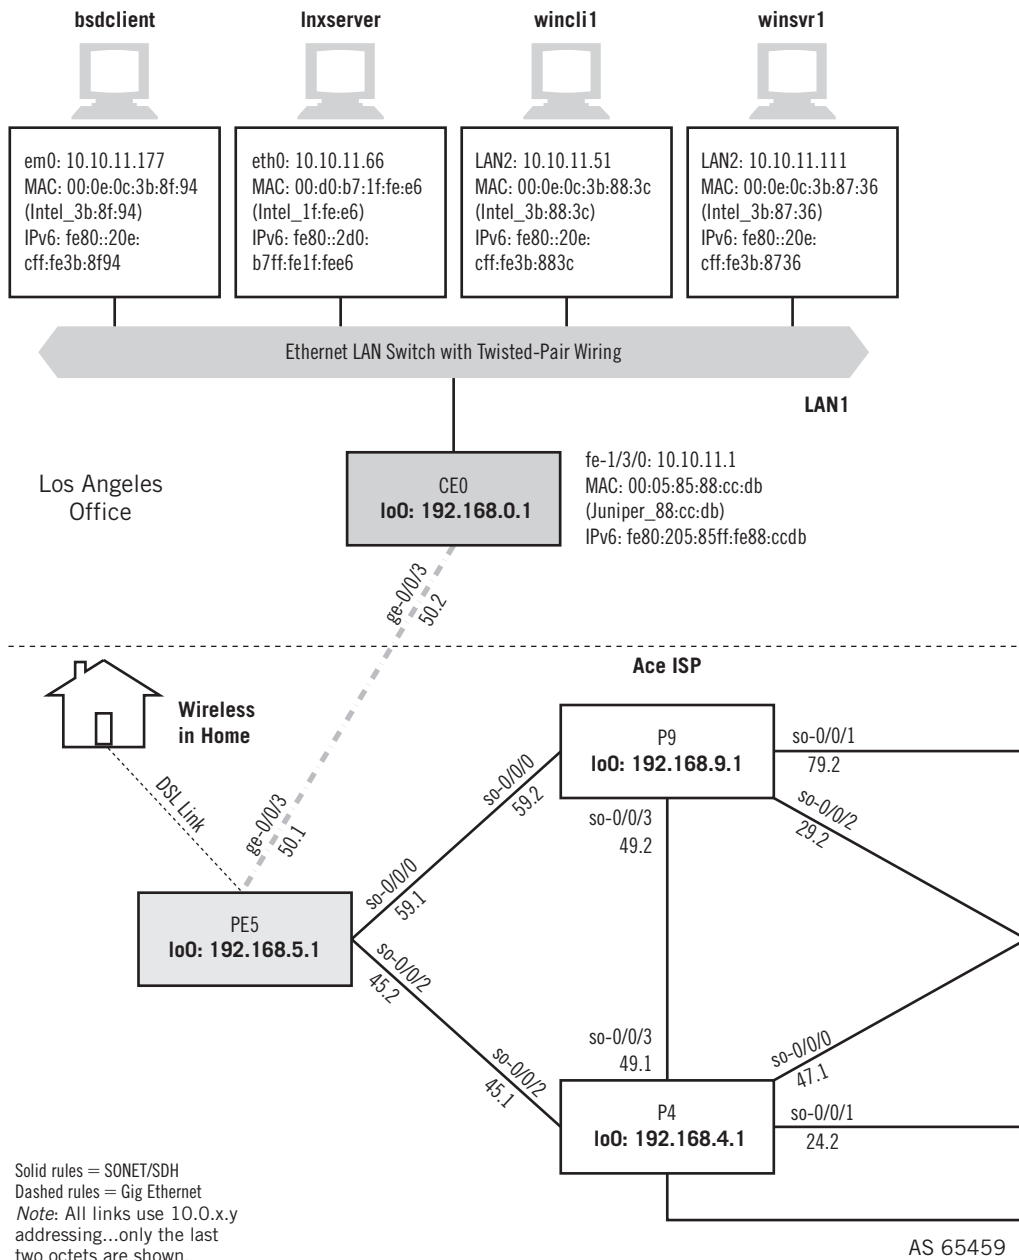 bsdclient
lnxserver
wincli1
winsvr1
em0: 10.10.11.177
MAC: 00:0e:0c:3b:8f:94
(Intel_3b:8f:94)
IPv6: fe80::20e:
cff:fe3b:8f94
eth0: 10.10.11.66
MAC: 00:d0:b7:1f:fe:e6
(Intel_1f:fe:e6)
IPv6: fe80::2d0:
b7ff:fe1f:fee6
LAN2: 10.10.11.51
MAC: 00:0e:0c:3b:88:3c
(Intel_3b:88:3c)
IPv6: fe80::20e:
cff:fe3b:883c
LAN2: 10.10.11.111
MAC: 00:0e:0c:3b:87:36
(Intel_3b:87:36)
IPv6: fe80::20e:
cff:fe3b:8736
Ethernet LAN Switch with Twisted-Pair Wiring
LAN1
Los Angeles
Office
CE0
lo0: 192.168.0.1
fe-1/3/0: 10.10.11.1
MAC: 00:05:85:88:cc:db
(Juniper_88:cc:db)
IPv6: fe80:205:85ff:fe88:ccdb
ge-0/0/3
50.2
Ace ISP
Wireless
in Home
DSL Link
ge-0/0/3
50.1
so-0/0/0
59.2
P9
lo0: 192.168.9.1
so-0/0/1
79.2
so-0/0/2
29.2
so-0/0/3
49.2
so-0/0/0
59.1
PE5
lo0: 192.168.5.1
so-0/0/2
45.2
so-0/0/2
45.1
so-0/0/3
49.1
so-0/0/0
47.1
P4
lo0: 192.168.4.1
so-0/0/1
24.2
Solid rules = SONET/SDH
Dashed rules = Gig Ethernet
Note: All links use 10.0.x.y
addressing...only the last
two octets are shown
AS 65459